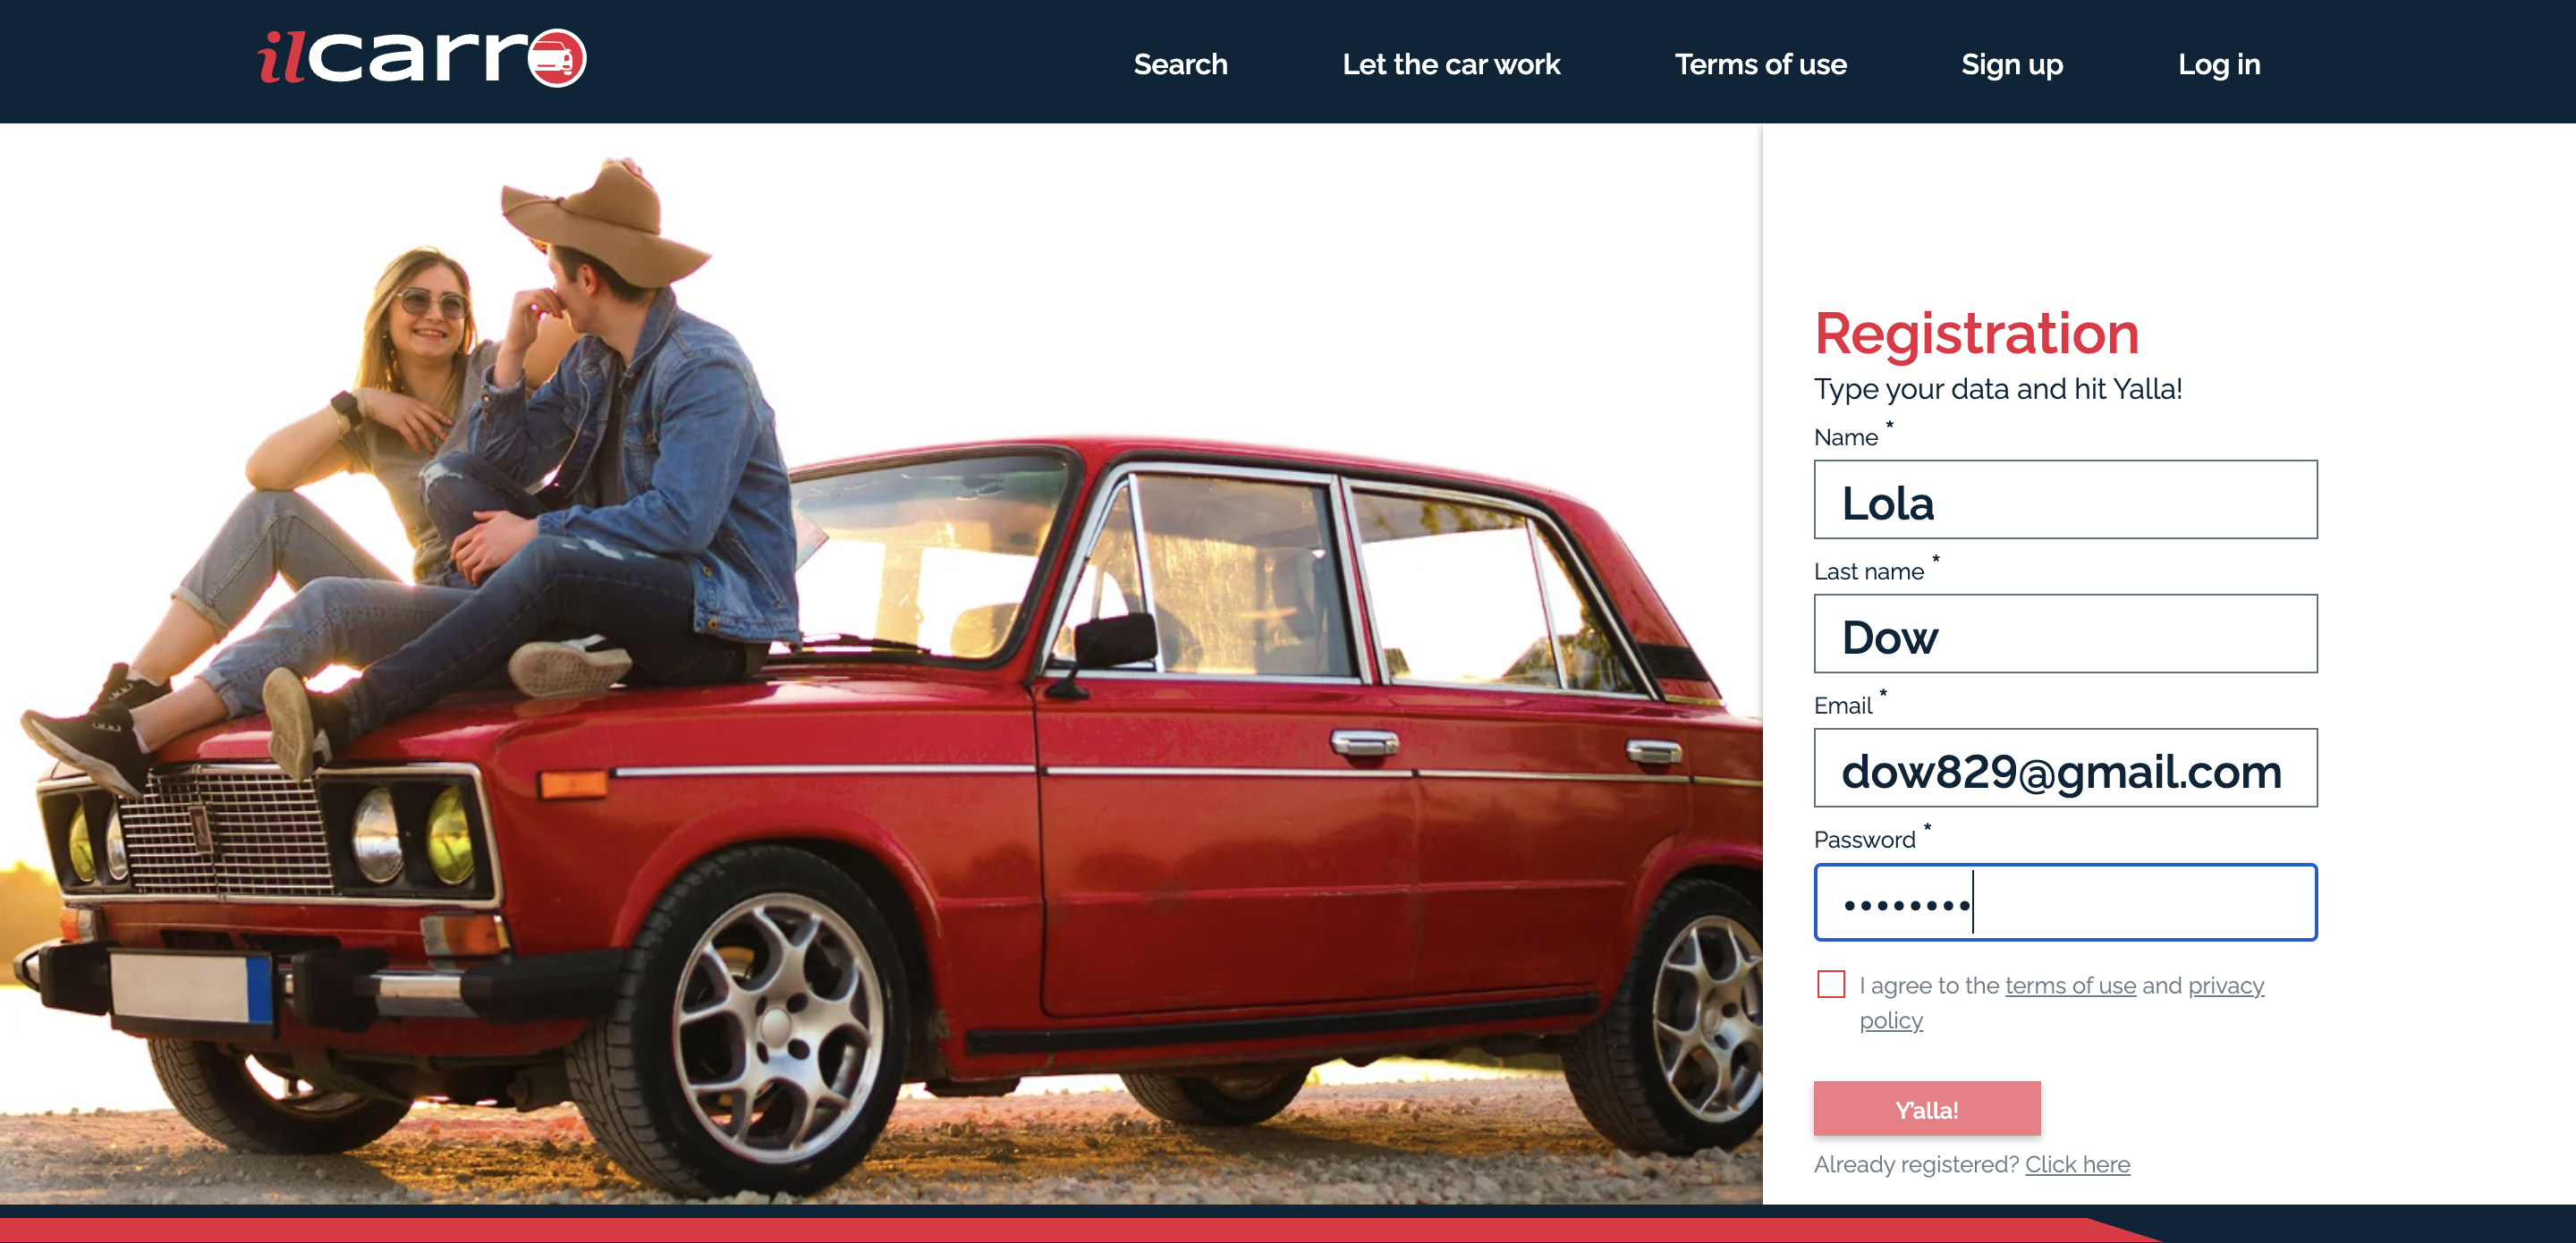 ilcarro
Search
Let the car work
Terms of use
Sign up
Log in
Registration
Type your data and hit Yalla!
Name *
Lola
Last name *
Dow
Email *
dow829@gmail.com
Password *
••••••••
I agree to the terms of use and privacy
policy
Y'alla!
Already registered? Click here